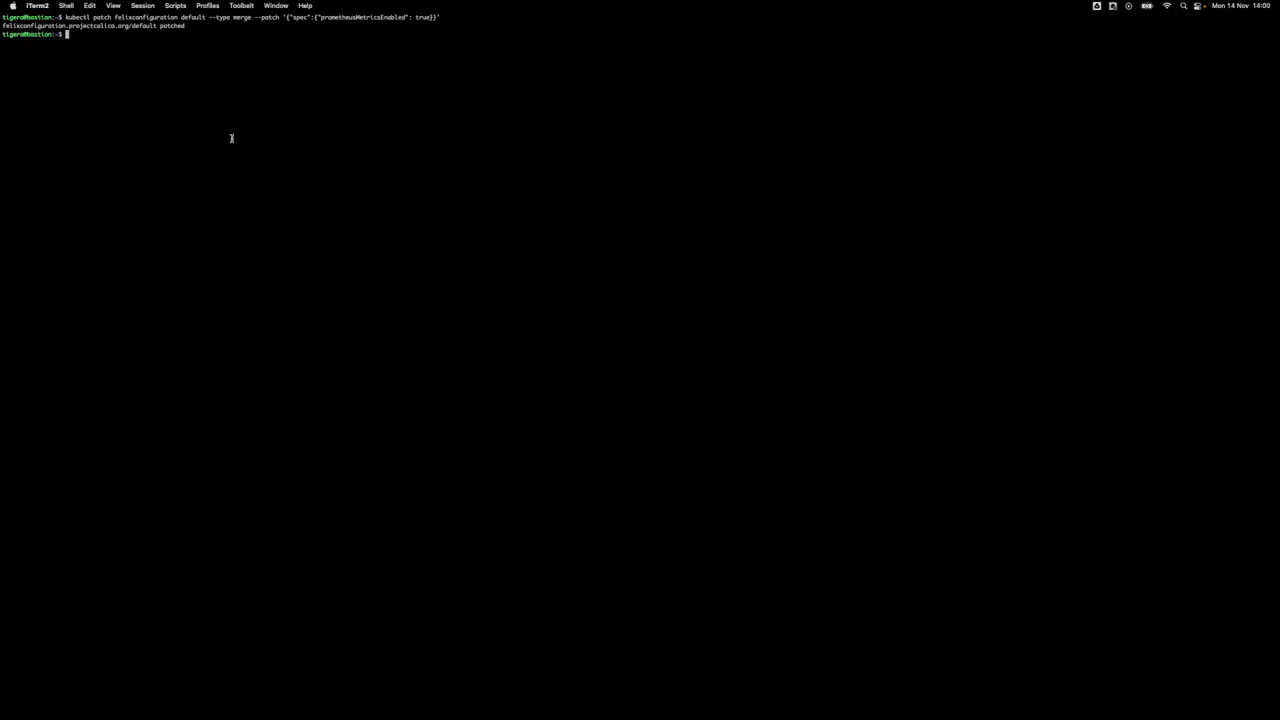 iTerm2 Shell Edit View Session Scripts Profiles Toolbelt Window Help Mon 14 Nov 14:00
tigera@bastion:~$ kubectl patch felixconfiguration default --type merge --patch '{"spec":{"prometheusMetricsEnabled": true}}'
felixconfiguration.projectcalico.org/default patched
tigera@bastion:~$